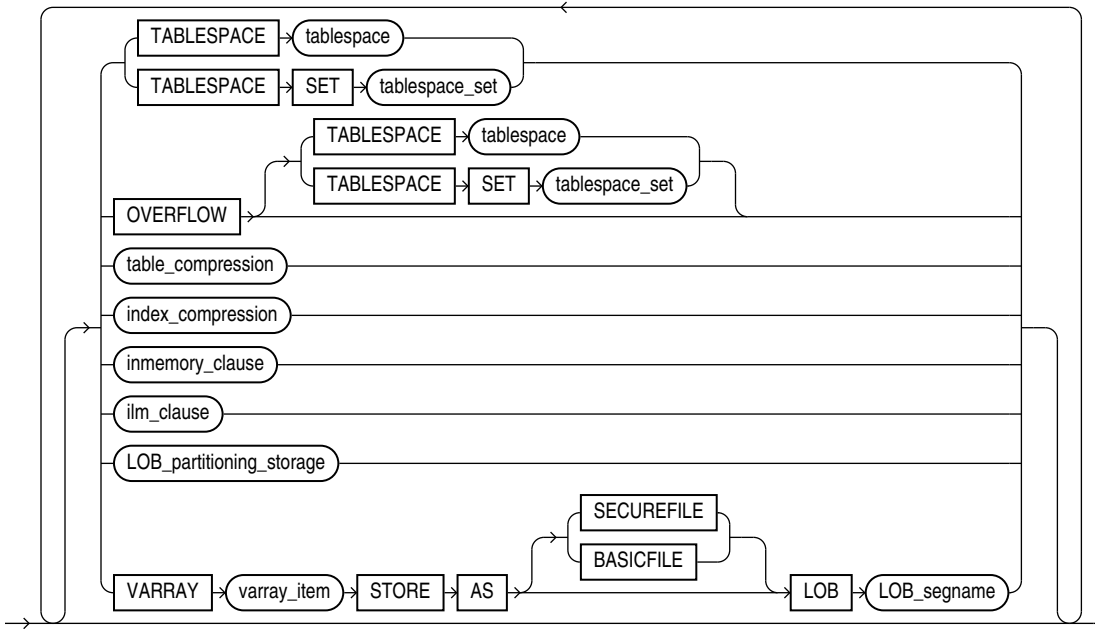 TABLESPACE tablespace
TABLESPACE SET tablespace_set
TABLESPACE tablespace
TABLESPACE SET tablespace_set
OVERFLOW
table_compression
index_compression
inmemory_clause
ilm_clause
LOB_partitioning_storage
SECUREFILE
BASICFILE
VARRAY varray_item STORE AS LOB LOB_segname